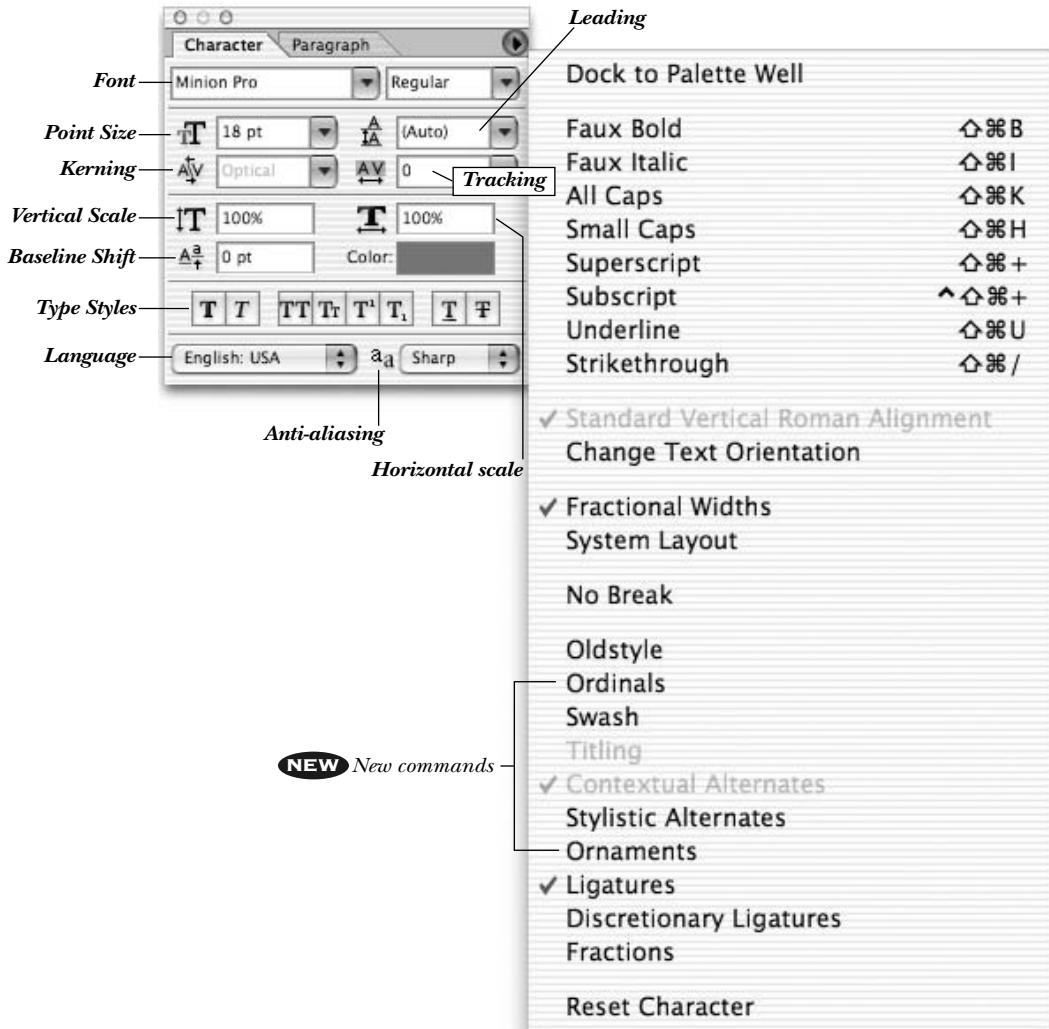 Leading
Character Paragraph
Font Minion Pro Regular
Point Size 18 pt (Auto)
Kerning Optical 0 Tracking
Vertical Scale 100% 100%
Baseline Shift 0 pt Color:
Type Styles T T TT Tr T¹ T₁ T T
Language English: USA aa Sharp
Anti-aliasing
Horizontal scale
Dock to Palette Well
Faux Bold ⇧⌘B
Faux Italic ⇧⌘I
All Caps ⇧⌘K
Small Caps ⇧⌘H
Superscript ⇧⌘+
Subscript ^⇧⌘+
Underline ⇧⌘U
Strikethrough ⇧⌘/
✓ Standard Vertical Roman Alignment
Change Text Orientation
✓ Fractional Widths
System Layout
No Break
Oldstyle
Ordinals
Swash
Titling
NEW New commands
✓ Contextual Alternates
Stylistic Alternates
Ornaments
✓ Ligatures
Discretionary Ligatures
Fractions
Reset Character